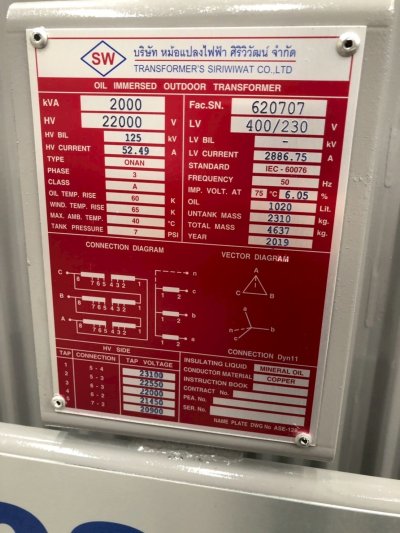 SW
บริษัท หม้อแปลงไฟฟ้า ศิริวิวัฒน์ จำกัด
TRANSFORMER'S SIRIWIWAT CO.,LTD
OIL IMMERSED OUTDOOR TRANSFORMER
kVA 2000
HV 22000 V
HV BIL 125 kV
HV CURRENT 52.49 A
TYPE ONAN
PHASE 3
CLASS A
OIL TEMP. RISE 60 K
WIND. TEMP. RISE 65 K
MAX. AMB. TEMP. 40 °C
TANK PRESSURE 7 PSI
Fac.SN. 620707
LV 400/230 V
LV BIL - kV
LV CURRENT 2886.75 A
STANDARD IEC-60076
FREQUENCY 50 Hz
IMP. VOLT. AT 75 °C 6.05 %
OIL 1020 Lit.
UNTANK MASS 2310 kg.
TOTAL MASS 4637 kg.
YEAR 2019
CONNECTION DIAGRAM
C 8 7 6 5 4 3 2 1
B 8 7 6 5 4 3 2 1
A 8 7 6 5 4 3 2 1
n
1 2 c
1 2 b
1 2 a
VECTOR DIAGRAM
A
C B
b
n
a
c
CONNECTION Dyn11
HV SIDE
TAP CONNECTION TAP VOLTAGE
1 5-4 23100
5-3 22550
6-3 22000
6-2 21450
7-2 20900
INSULATING LIQUID MINERAL OIL
CONDUCTOR MATERIAL COPPER
INSTRUCTION BOOK
CONTRACT No.
PEA. No.
SER. No.
NAME PLATE DWG No